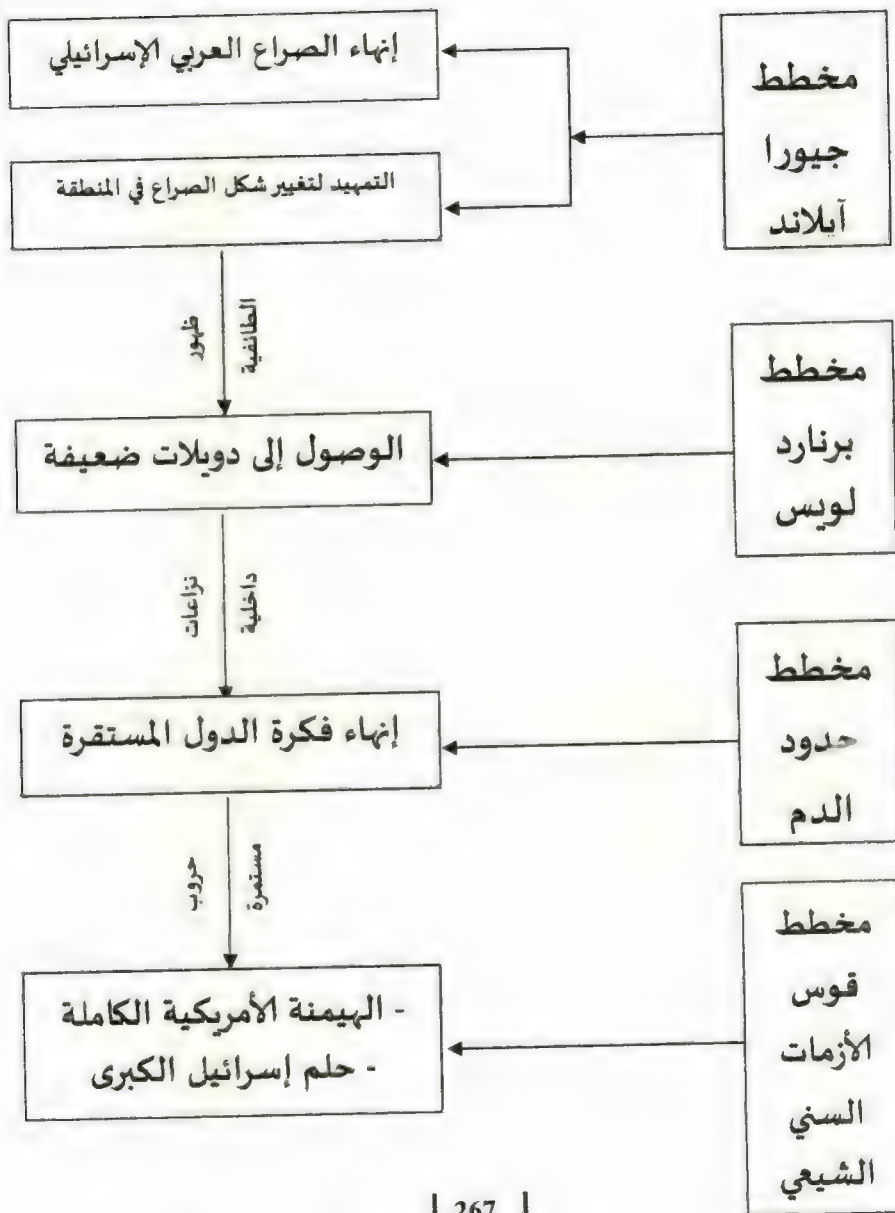 مخطط
جيورا
آيلاند
إنهاء الصراع العربي الإسرائيلي
التمهيد لتغيير شكل الصراع في المنطقة
ظهور
الطائفية
مخطط
برنارد
لويس
الوصول إلى دويلات ضعيفة
نزاعات
داخلية
مخطط
حدود
الدم
إنهاء فكرة الدول المستقرة
حروب
مستمرة
مخطط
قوس
الأزمات
السني
الشيعي
- الهيمنة الأمريكية الكاملة
- حلم إسرائيل الكبرى
267